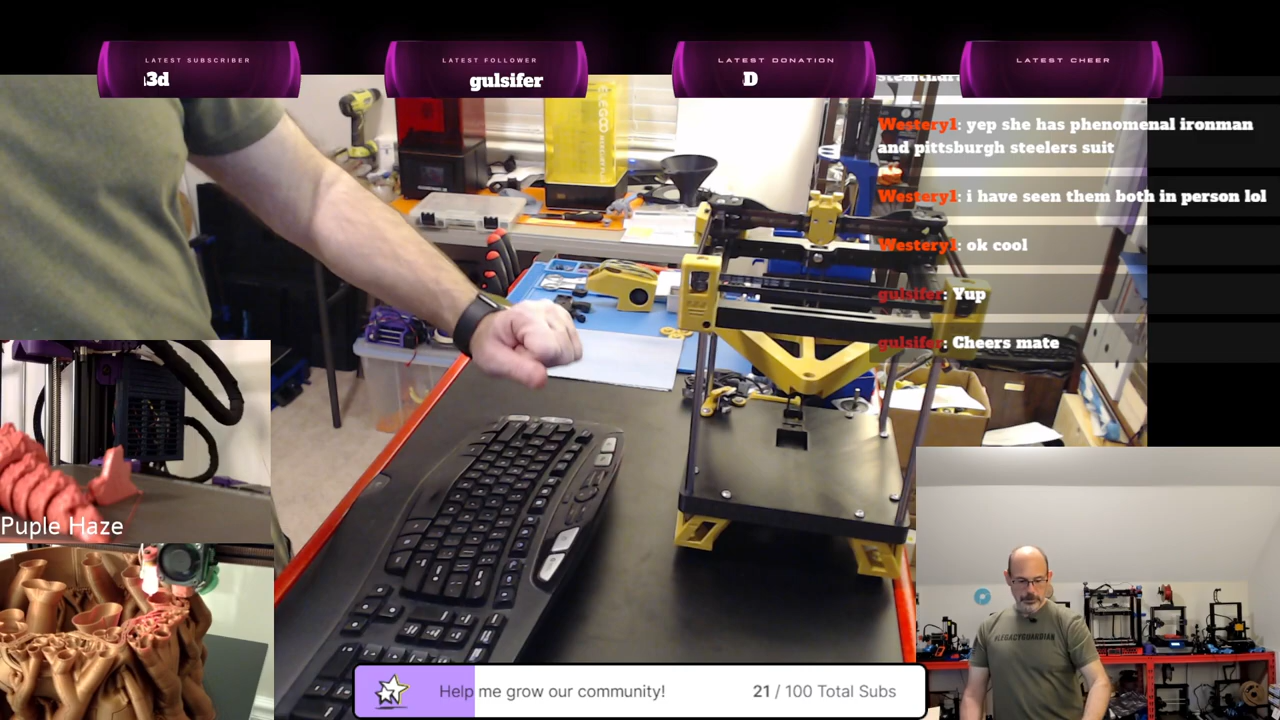 LATEST SUBSCRIBER
3d
LATEST FOLLOWER
gulsifer
LATEST DONATION
D
LATEST CHEER
Westery1: yep she has phenomenal ironman
and pittsburgh steelers suit
Westery1: i have seen them both in person lol
Westery1: ok cool
gulsifer: Yup
gulsifer: Cheers mate
ELEGOO
Puple Haze
#LEGACYGUARDIAN
Help me grow our community!
21 / 100 Total Subs